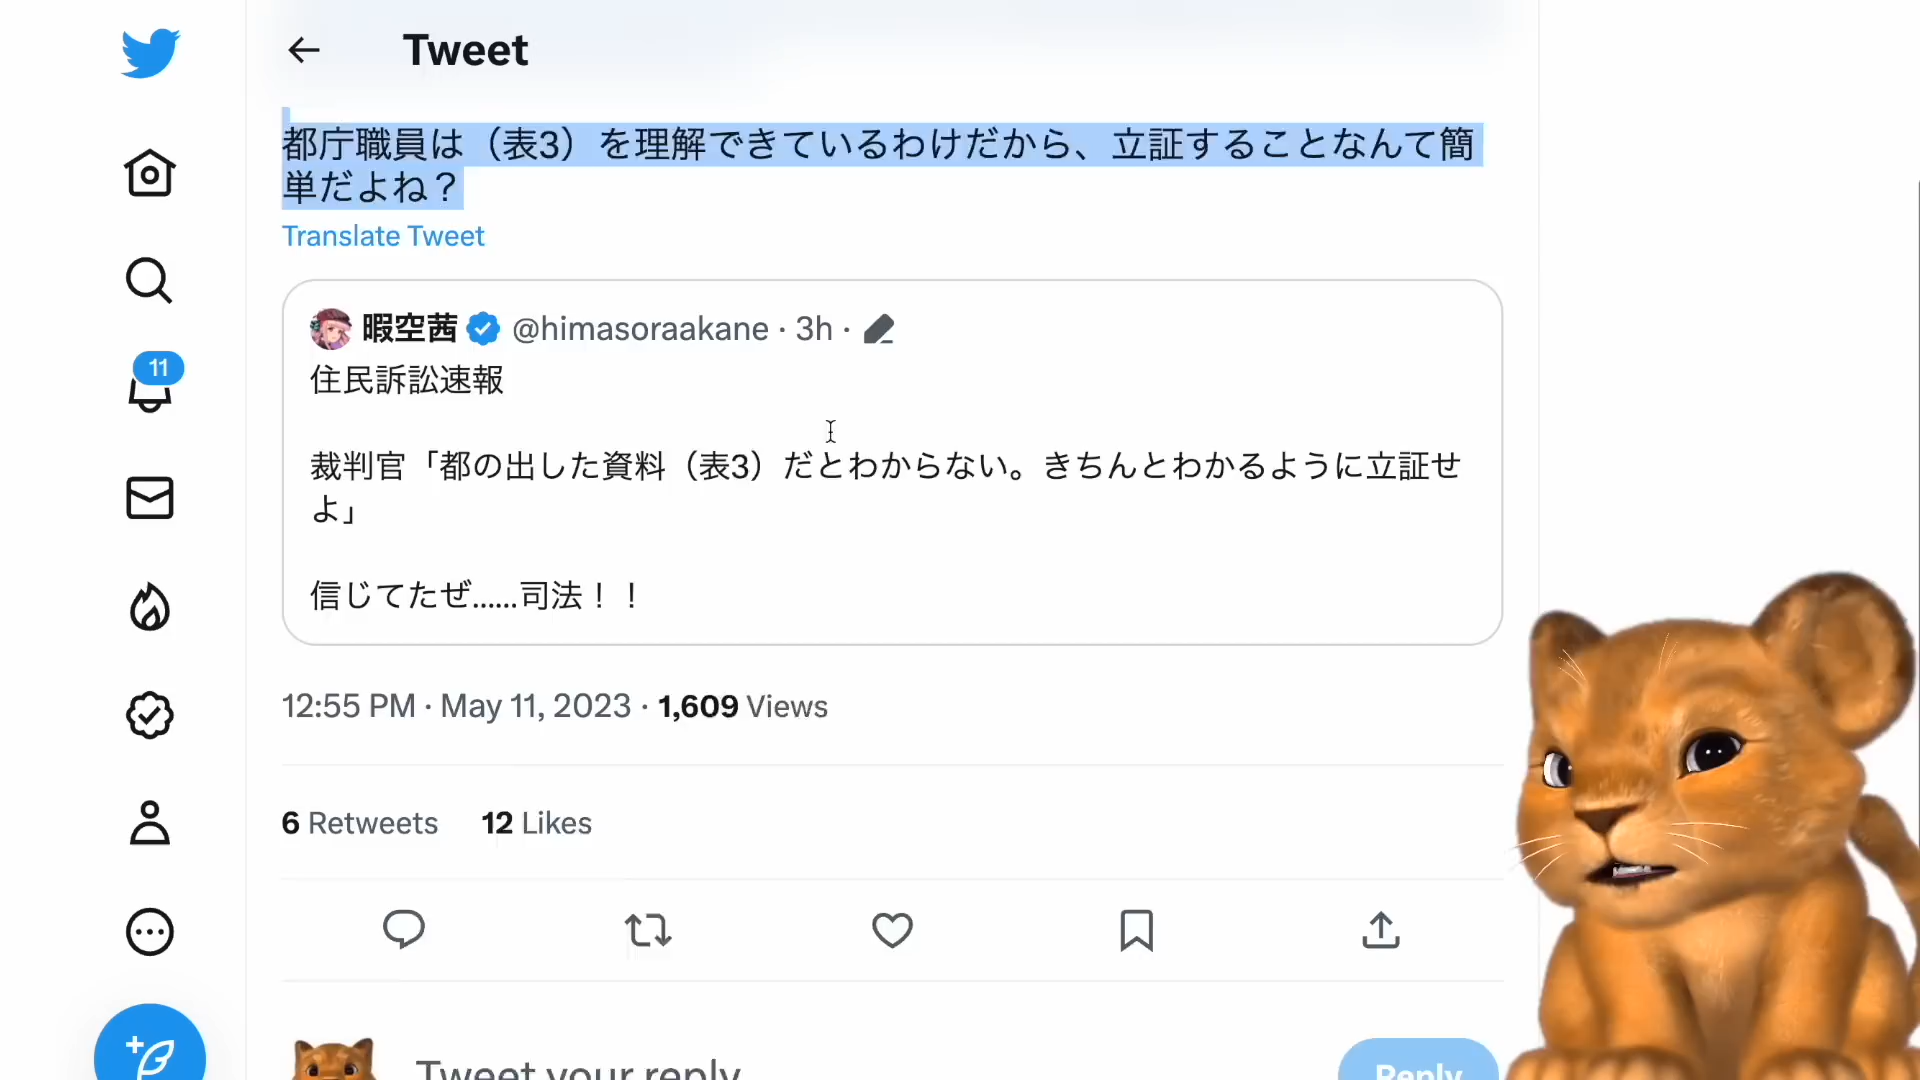 Tweet
都庁職員は（表3）を理解できているわけだから、立証することなんて簡
単だよね？
Translate Tweet
暇空茜 @himasoraakane · 3h ·
住民訴訟速報
裁判官「都の出した資料（表3）だとわからない。きちんとわかるように立証せ
よ」
信じてたぜ......司法！！
11
12:55 PM · May 11, 2023 · 1,609 Views
6 Retweets 12 Likes
Tweet your reply
Reply